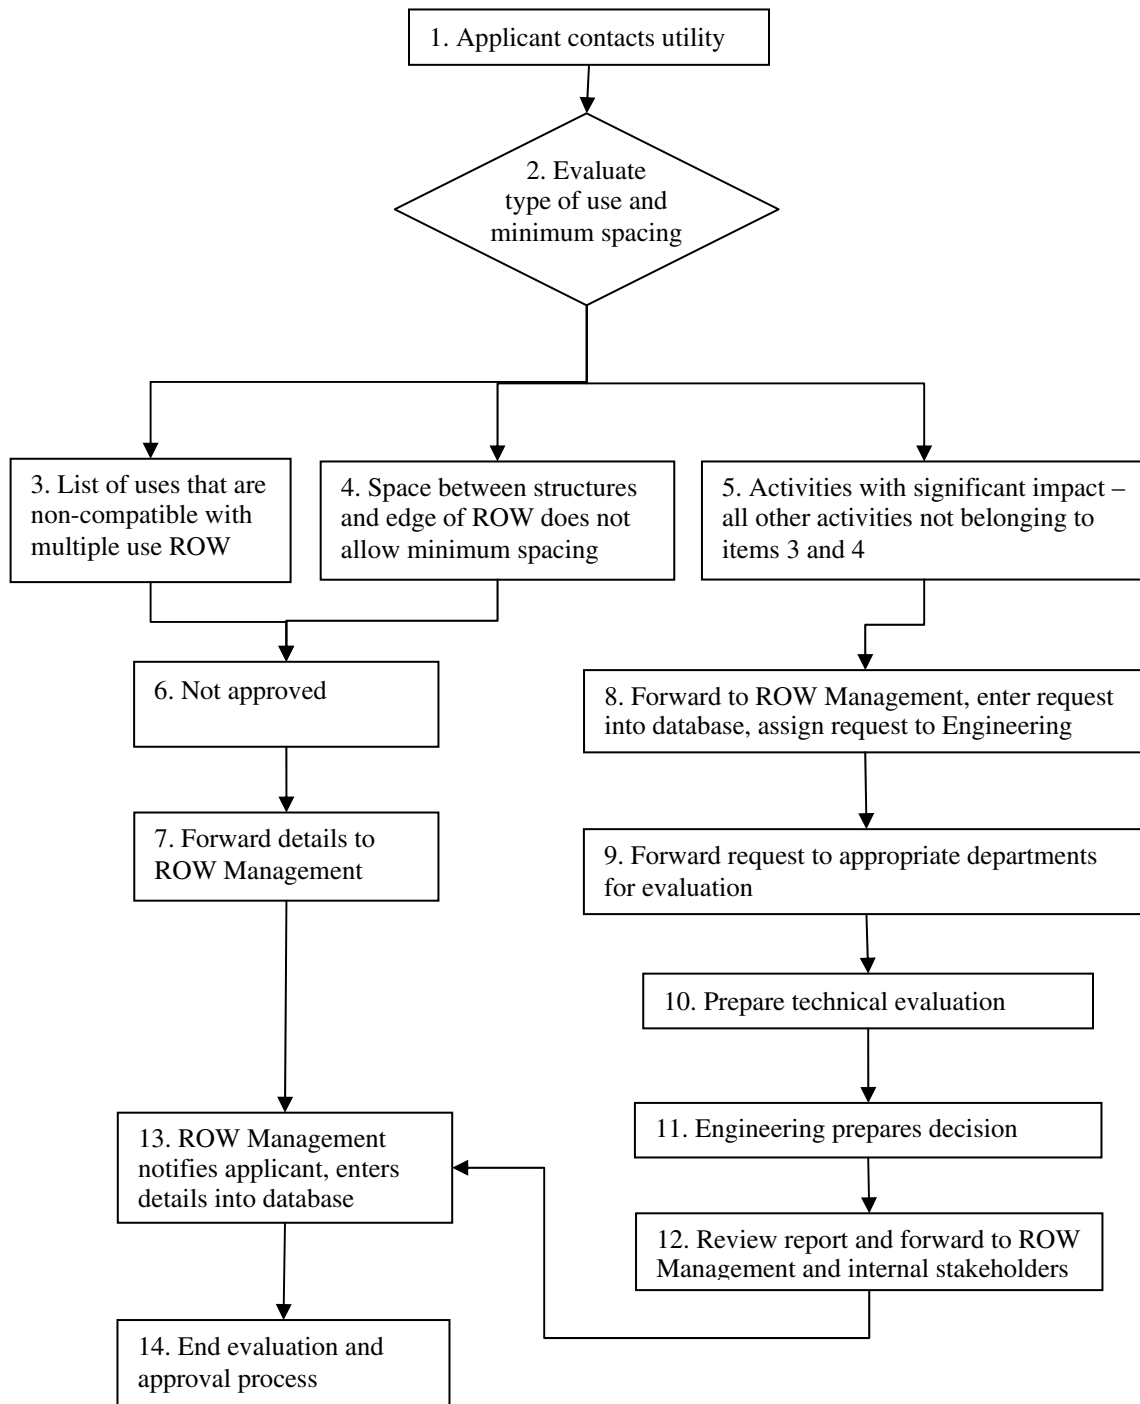 1. Applicant contacts utility
2. Evaluate
type of use and
minimum spacing
3. List of uses that are
non-compatible with
multiple use ROW
4. Space between structures
and edge of ROW does not
allow minimum spacing
5. Activities with significant impact –
all other activities not belonging to
items 3 and 4
6. Not approved
7. Forward details to
ROW Management
8. Forward to ROW Management, enter request
into database, assign request to Engineering
9. Forward request to appropriate departments
for evaluation
10. Prepare technical evaluation
11. Engineering prepares decision
12. Review report and forward to ROW
Management and internal stakeholders
13. ROW Management
notifies applicant, enters
details into database
14. End evaluation and
approval process